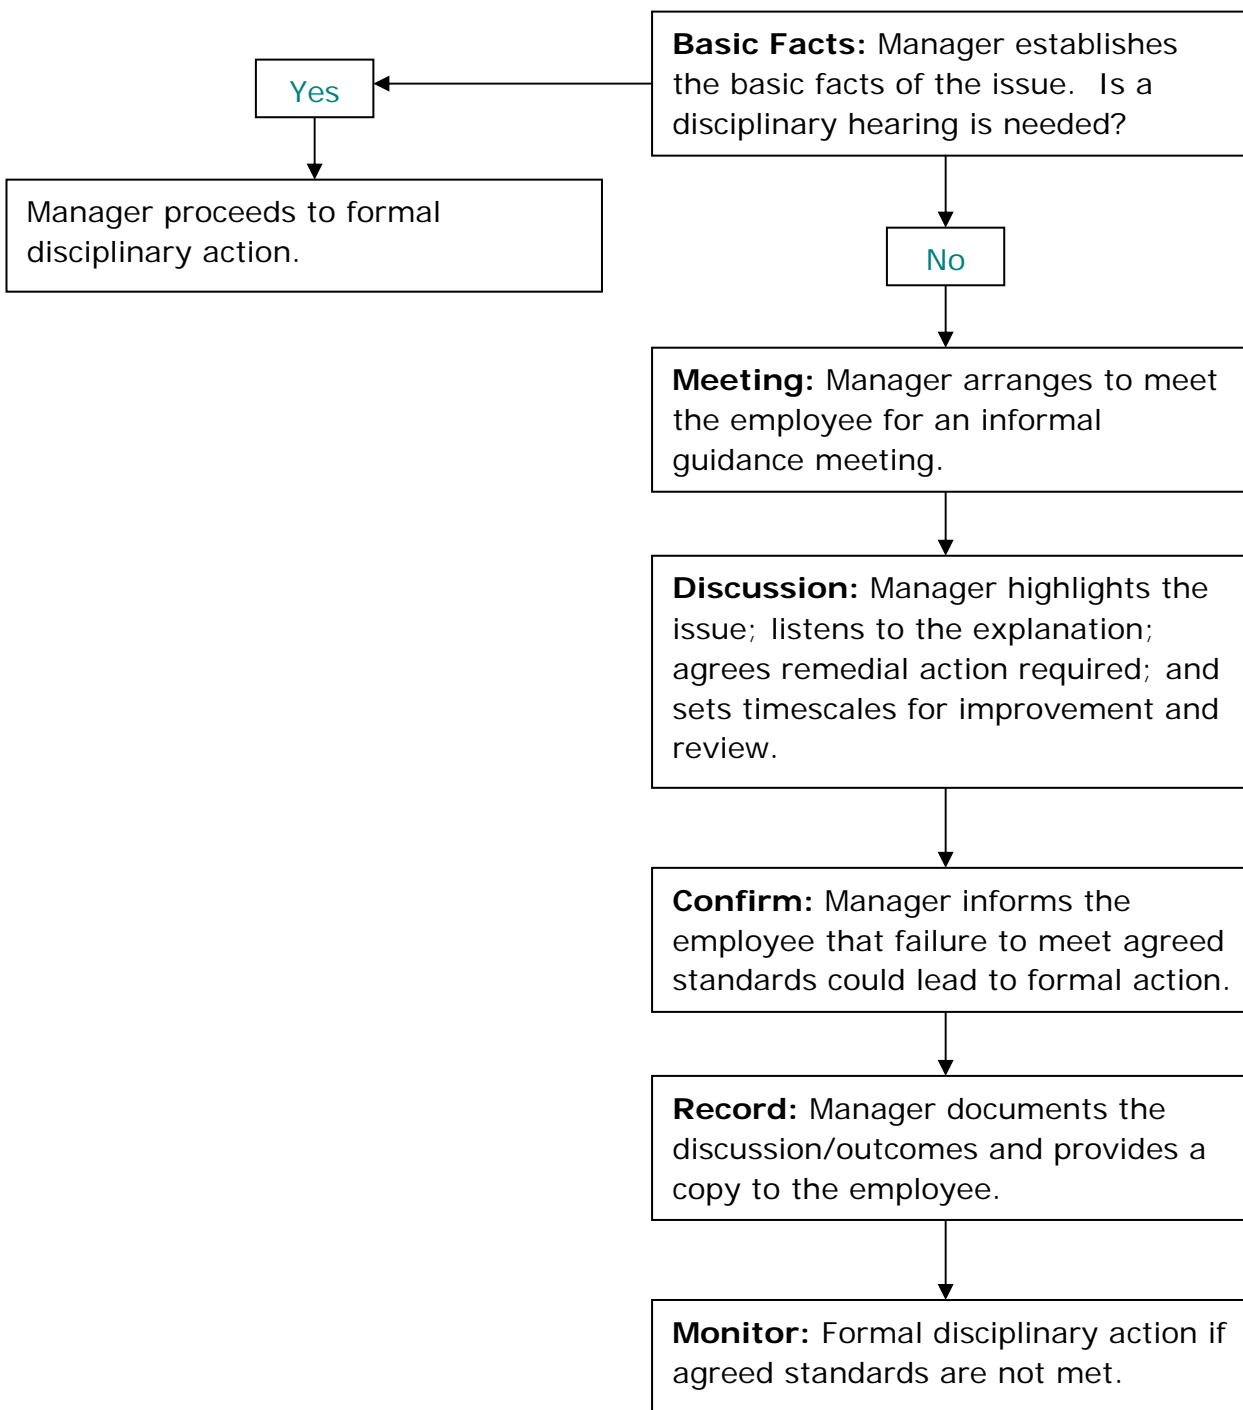 Basic Facts: Manager establishes
the basic facts of the issue.  Is a
disciplinary hearing is needed?
Yes
Manager proceeds to formal
disciplinary action.
No
Meeting: Manager arranges to meet
the employee for an informal
guidance meeting.
Discussion: Manager highlights the
issue; listens to the explanation;
agrees remedial action required; and
sets timescales for improvement and
review.
Confirm: Manager informs the
employee that failure to meet agreed
standards could lead to formal action.
Record: Manager documents the
discussion/outcomes and provides a
copy to the employee.
Monitor: Formal disciplinary action if
agreed standards are not met.